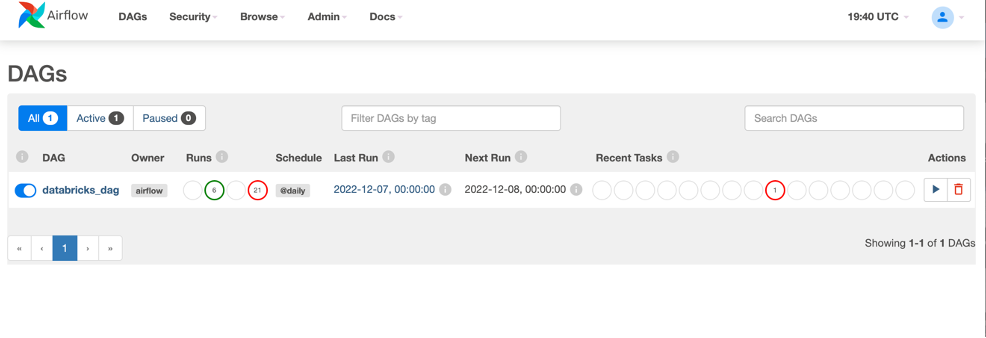 Airflow DAGs Security Browse Admin Docs 19:40 UTC
DAGs
All 1 Active 1 Paused 0 Filter DAGs by tag Search DAGs
i DAG Owner Runs i Schedule Last Run i Next Run i Recent Tasks i Actions
databricks_dag airflow 6 21 @daily 2022-12-07, 00:00:00 i 2022-12-08, 00:00:00 i 1
« ‹ 1 › » Showing 1-1 of 1 DAGs